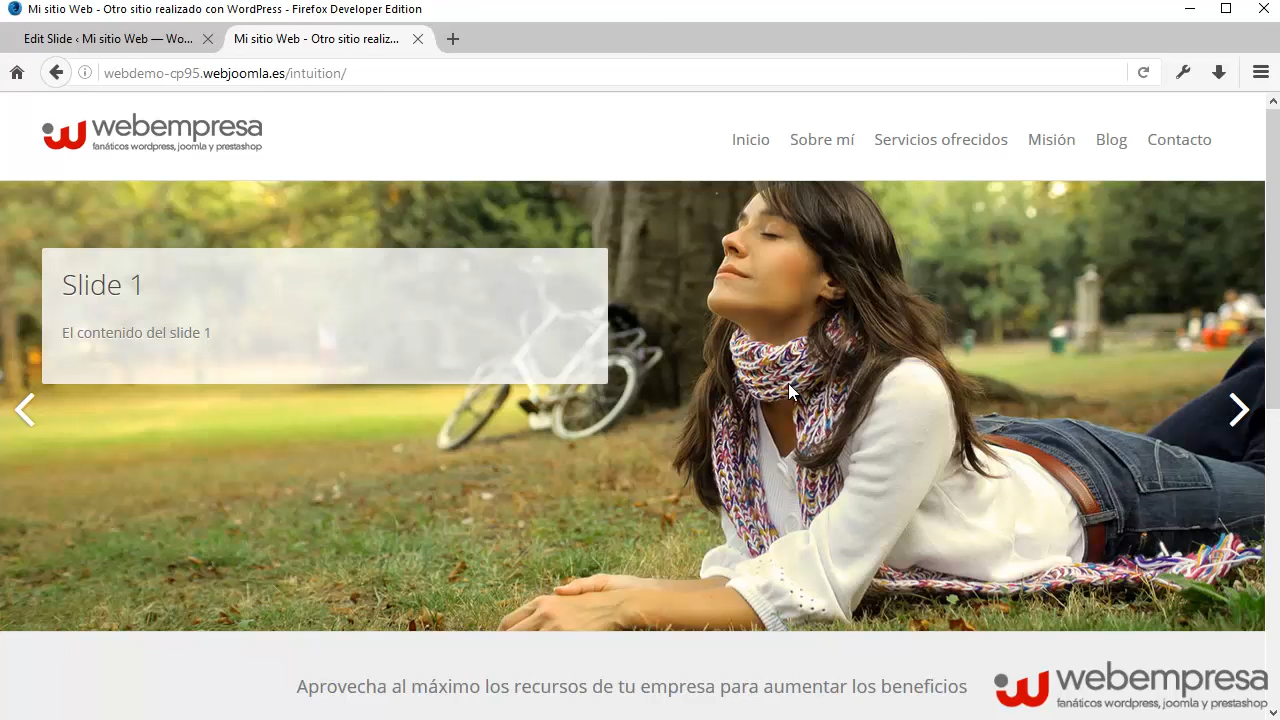 Mi sitio Web - Otro sitio realizado con WordPress - Firefox Developer Edition
Edit Slide ‹ Mi sitio Web — Wo...
Mi sitio Web - Otro sitio realiz...
webdemo-cp95.webjoomla.es/intuition/
webempresa
fanáticos wordpress, joomla y prestashop
Inicio Sobre mí Servicios ofrecidos Misión Blog Contacto
Slide 1
El contenido del slide 1
Aprovecha al máximo los recursos de tu empresa para aumentar los beneficios
webempresa
fanáticos wordpress, joomla y prestashop